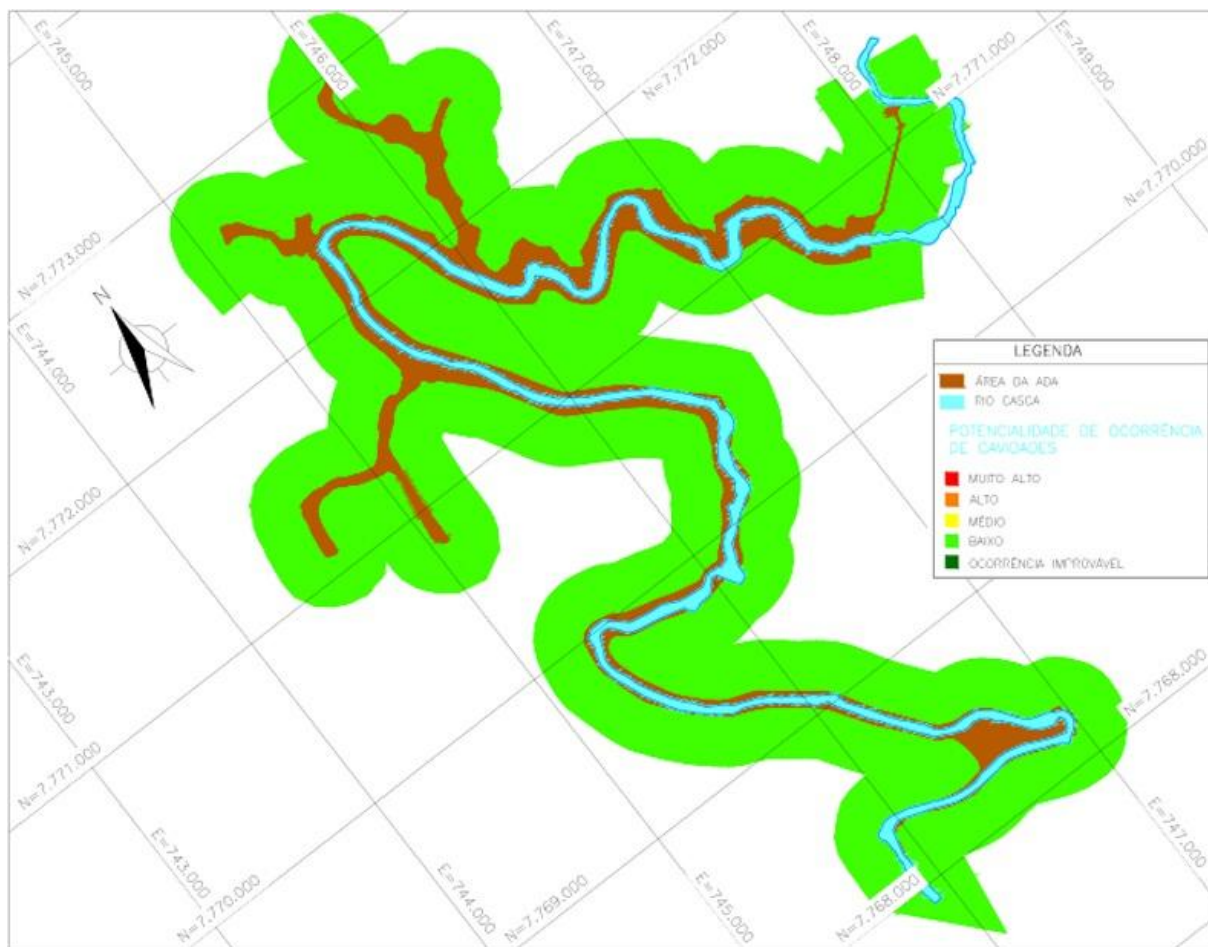 E=745.000
E=746.000
E=747.000
N=7.772.000
E=748.000
N=7.771.000
E=749.000
N=7.770.000
N=7.773.000
N
E=744.000
LEGENDA
ÁREA DA ADA
RIO CASCA
POTENCIALIDADE DE OCORRÊNCIA
DE CAVIDADES
MUITO ALTO
ALTO
MÉDIO
BAIXO
OCORRÊNCIA IMPROVÁVEL
N=7.772.000
E=743.000
N=7.771.000
N=7.768.000
E=743.000
N=7.770.000
E=744.000
N=7.769.000
E=745.000
N=7.768.000
E=747.000